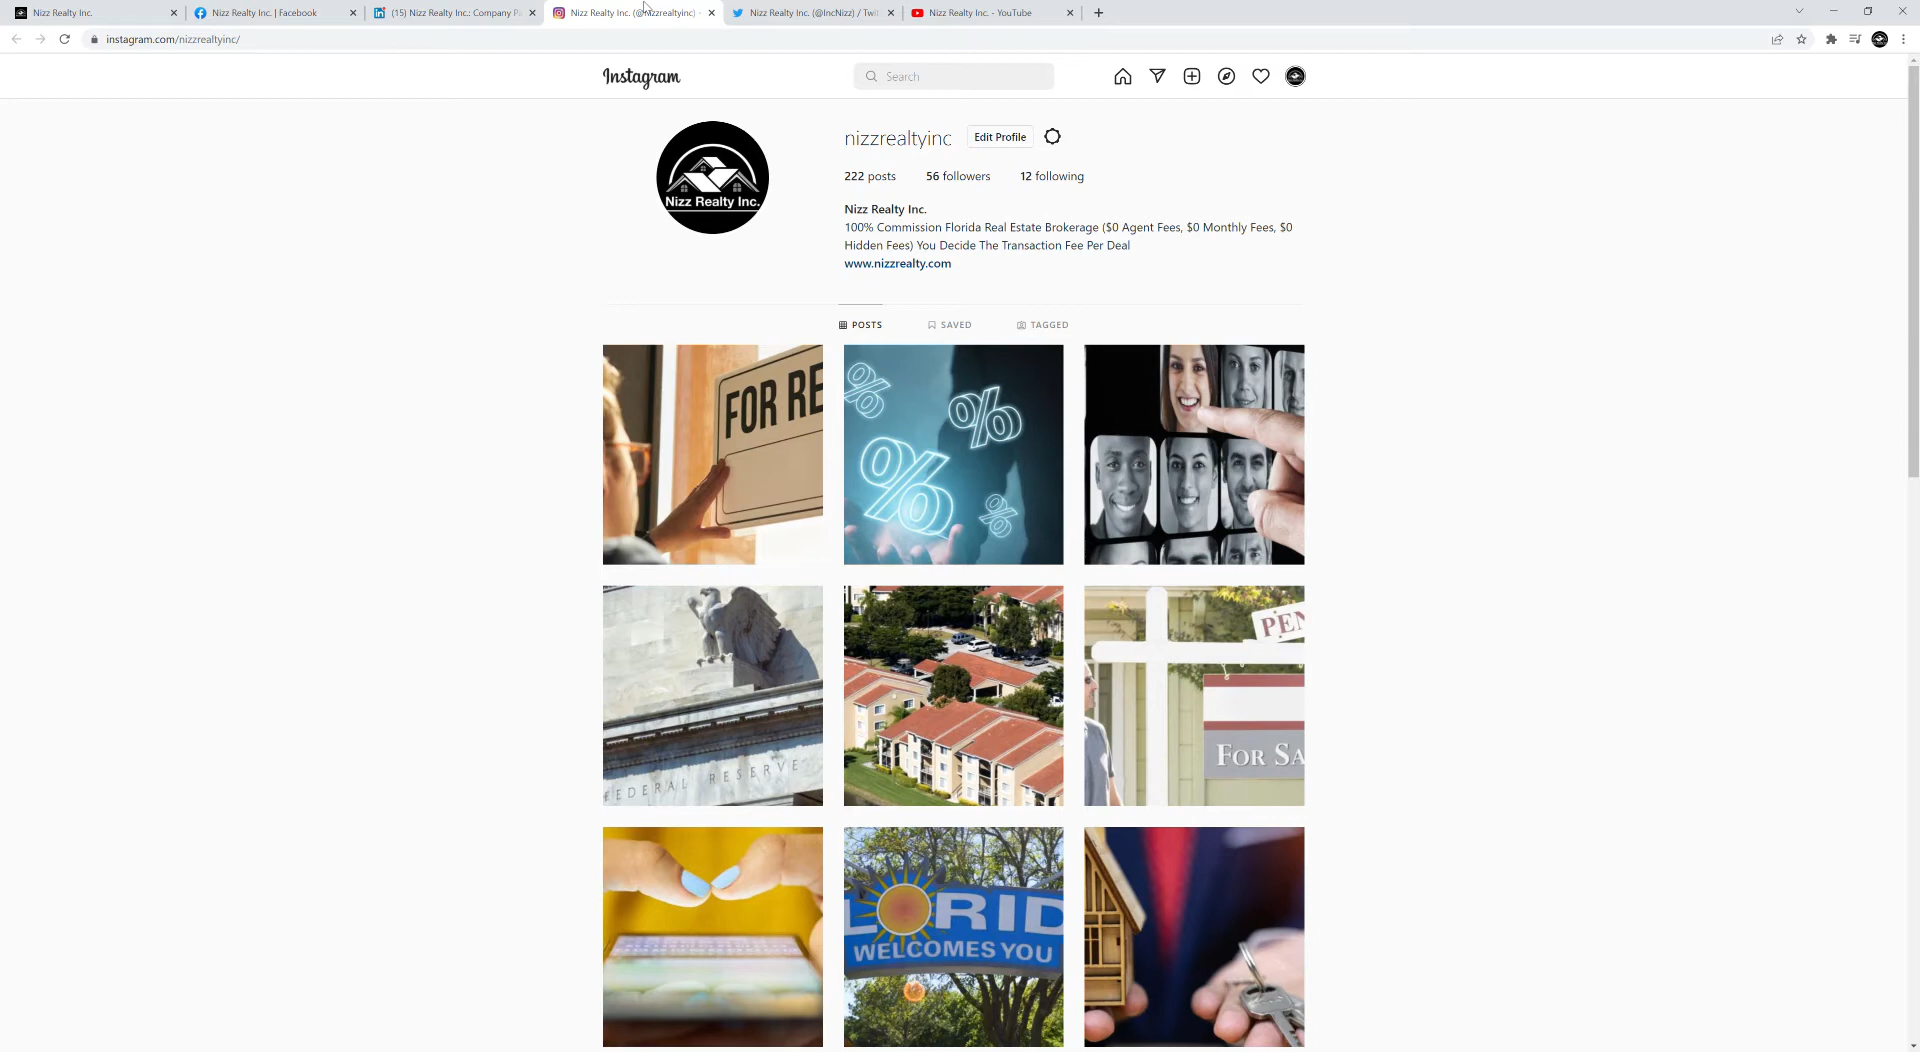 Nizz Realty Inc.
Nizz Realty Inc. | Facebook
(15) Nizz Realty Inc.: Company P
Nizz Realty Inc. (@nizzrealtyinc)
Nizz Realty Inc. (@IncNizz) / Twit
Nizz Realty Inc. - YouTube
instagram.com/nizzrealtyinc/
Instagram
Search
Nizz Realty Inc.
nizzrealtyinc
Edit Profile
222 posts
56 followers
12 following
Nizz Realty Inc.
100% Commission Florida Real Estate Brokerage ($0 Agent Fees, $0 Monthly Fees, $0
Hidden Fees) You Decide The Transaction Fee Per Deal
www.nizzrealty.com
POSTS
SAVED
TAGGED
FOR RE
% % % %
FEDERAL RESERVE
PEN
FOR SA
LORID
WELCOMES YOU